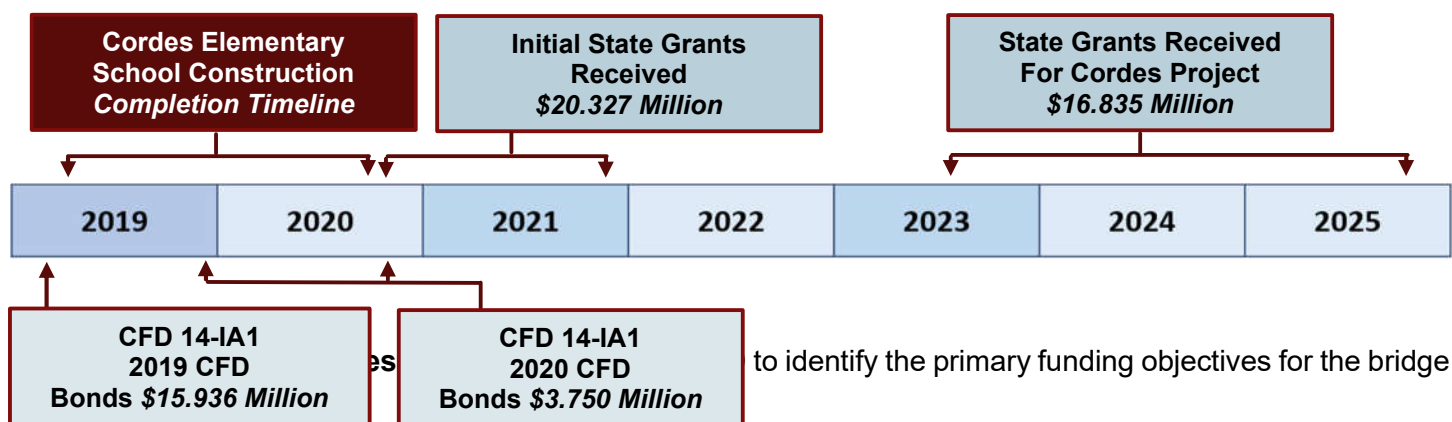 Cordes Elementary
School Construction
Completion Timeline
Initial State Grants
Received
$20.327 Million
State Grants Received
For Cordes Project
$16.835 Million
2019
2020
2021
2022
2023
2024
2025
CFD 14-IA1
2019 CFD
Bonds $15.936 Million
CFD 14-IA1
2020 CFD
Bonds $3.750 Million
to identify the primary funding objectives for the bridge